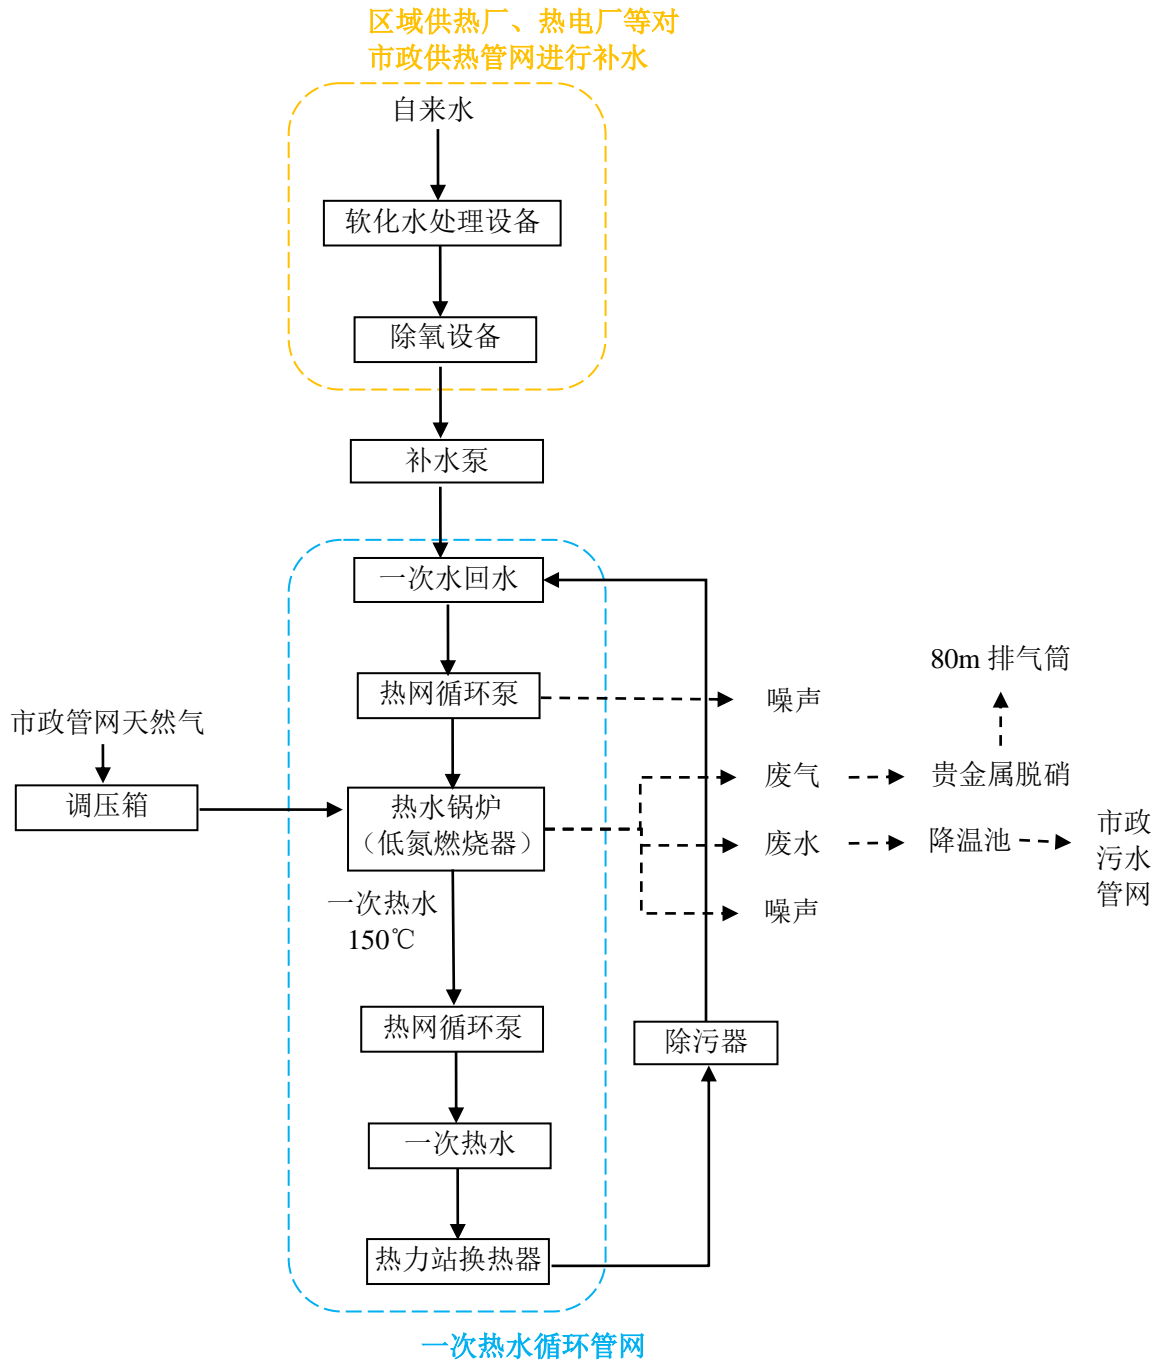 区域供热厂、热电厂等对
市政供热管网进行补水
自来水
软化水处理设备
除氧设备
补水泵
一次水回水
80m 排气筒
热网循环泵
噪声
市政管网天然气
废气
贵金属脱硝
调压箱
热水锅炉
（低氮燃烧器）
废水
降温池
市政
污水
管网
一次热水
150℃
噪声
热网循环泵
除污器
一次热水
热力站换热器
一次热水循环管网